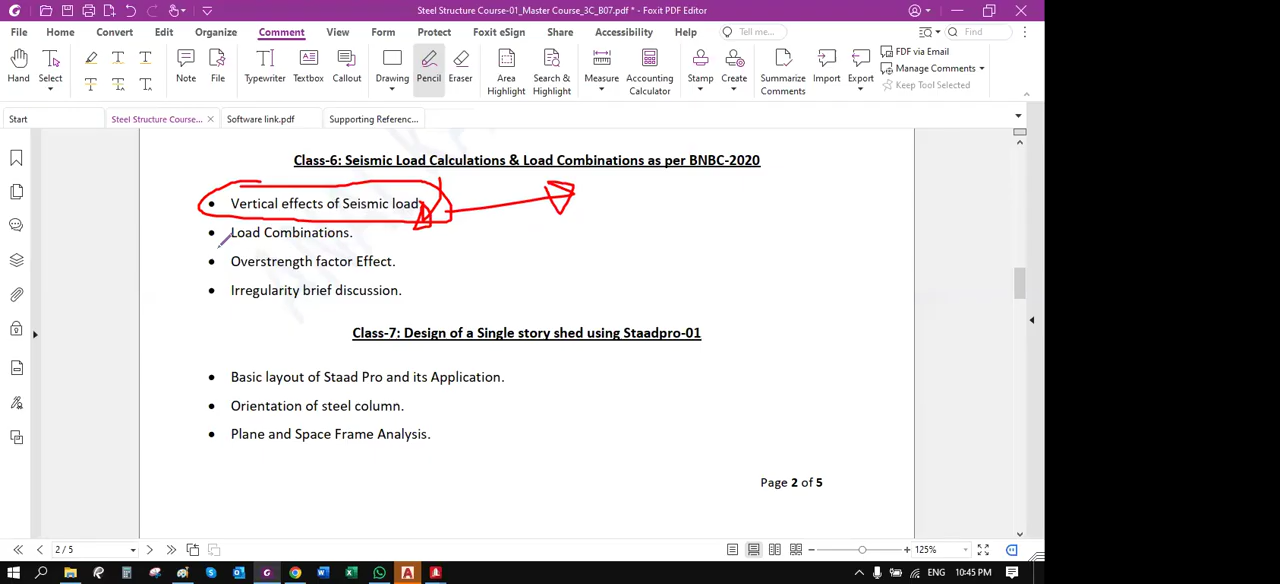 Steel Structure Course-01_Master Course_3C_B07.pdf * - Foxit PDF Editor
File Home Convert Edit Organize Comment View Form Protect Foxit eSign Share Accessibility Help Tell me... Find
Hand Select Note File Typewriter Textbox Callout Drawing Pencil Eraser Area Highlight Search & Highlight Measure Accounting Calculator Stamp Create Summarize Comments Import Export
FDF via Email
Manage Comments
Keep Tool Selected
Start Steel Structure Course... Software link.pdf Supporting Referenc...
Class-6: Seismic Load Calculations & Load Combinations as per BNBC-2020
• Vertical effects of Seismic load
• Load Combinations.
• Overstrength factor Effect.
• Irregularity brief discussion.
Class-7: Design of a Single story shed using Staadpro-01
• Basic layout of Staad Pro and its Application.
• Orientation of steel column.
• Plane and Space Frame Analysis.
Page 2 of 5
2 / 5 125%
ENG 10:45 PM